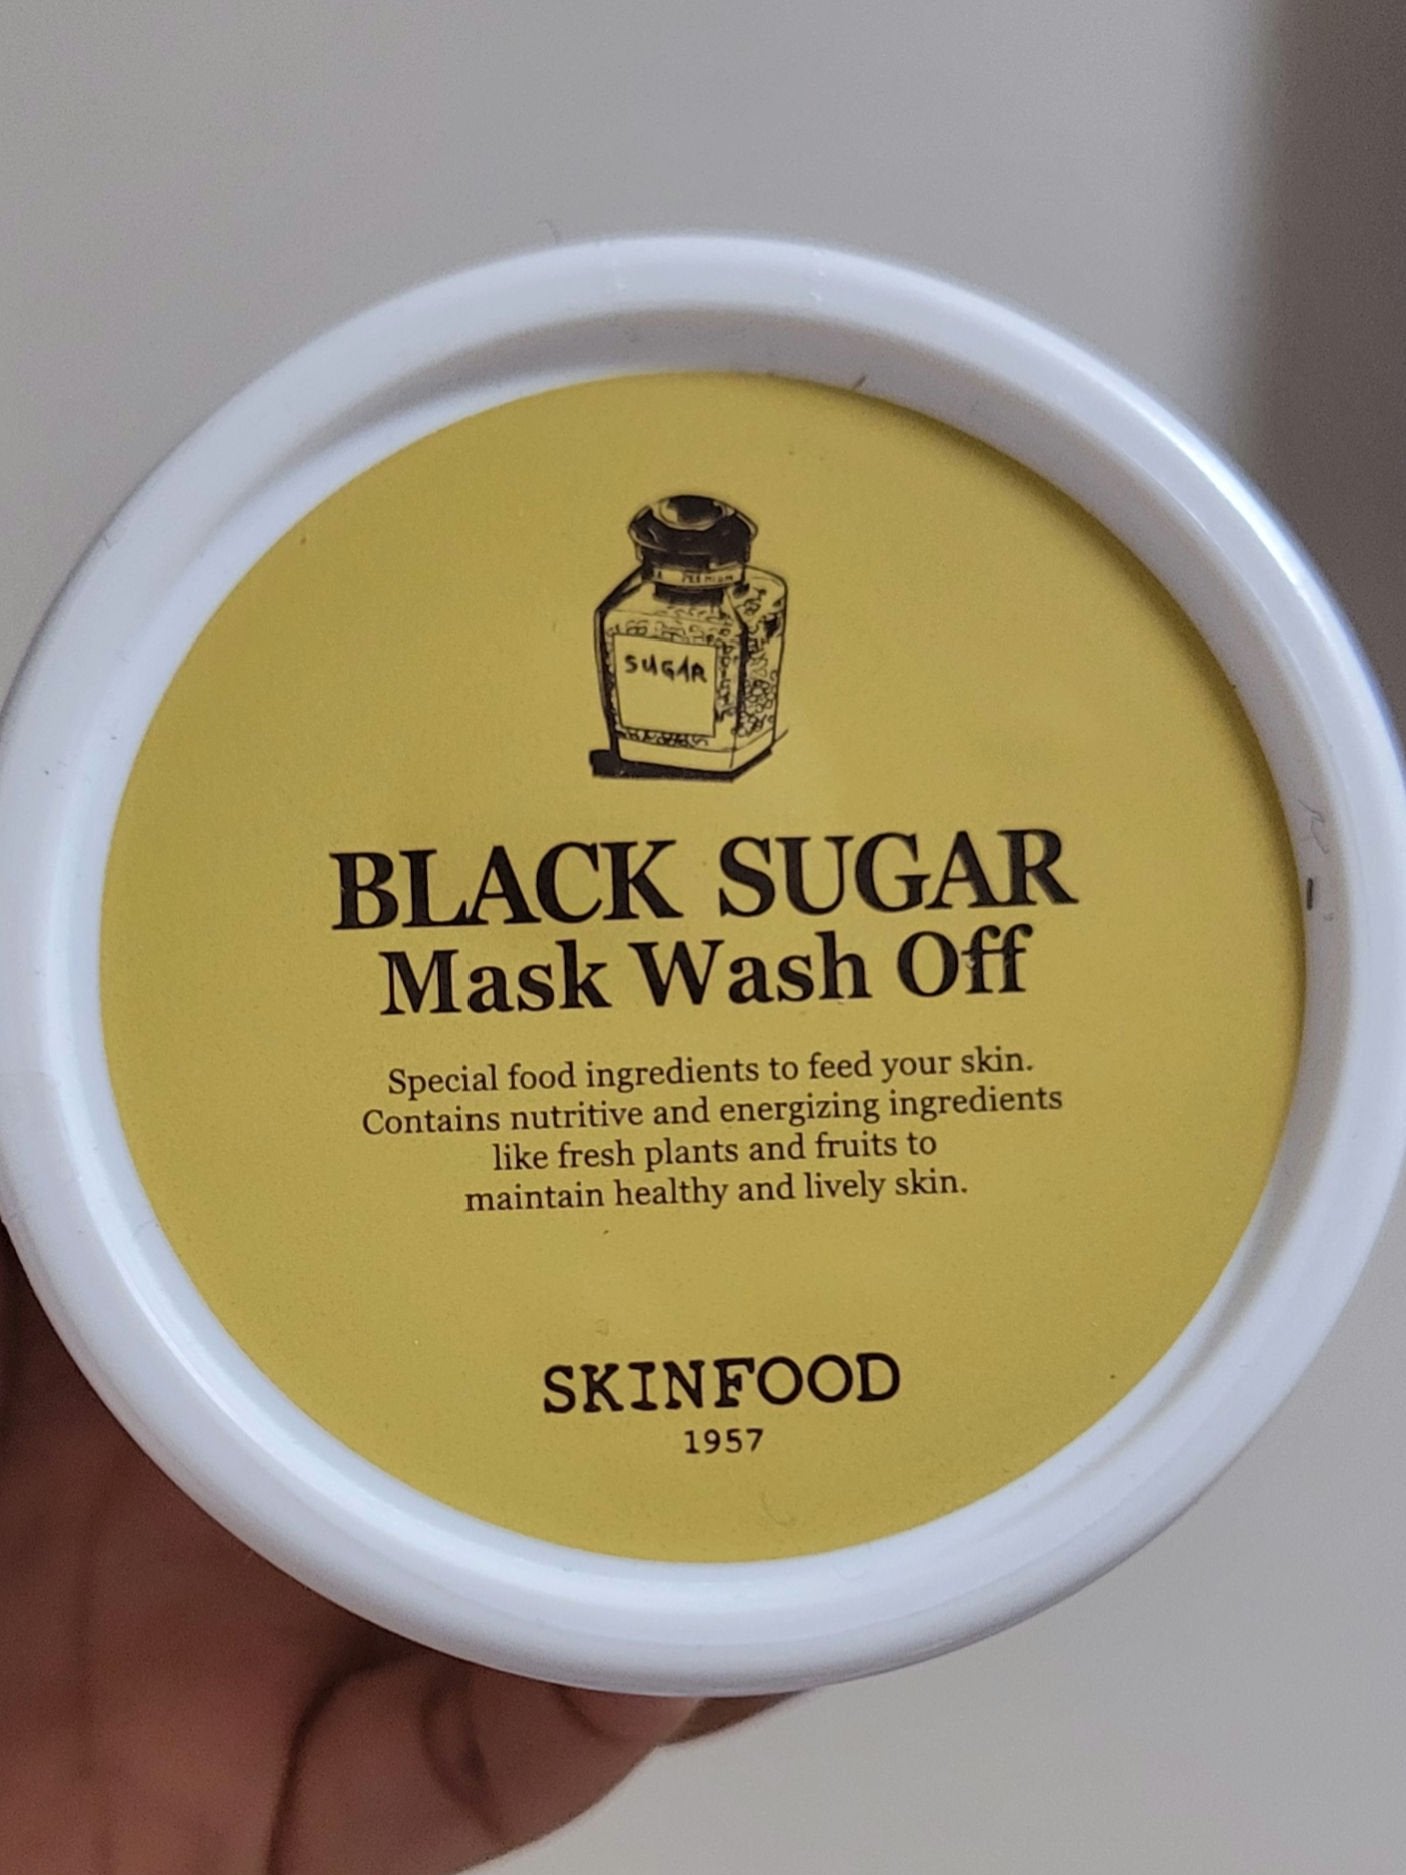 SUGAR
BLACK SUGAR
Mask Wash Off
Special food ingredients to feed your skin.
Contains nutritive and energizing ingredients
like fresh plants and fruits to
maintain healthy and lively skin.
SKINFOOD
1957